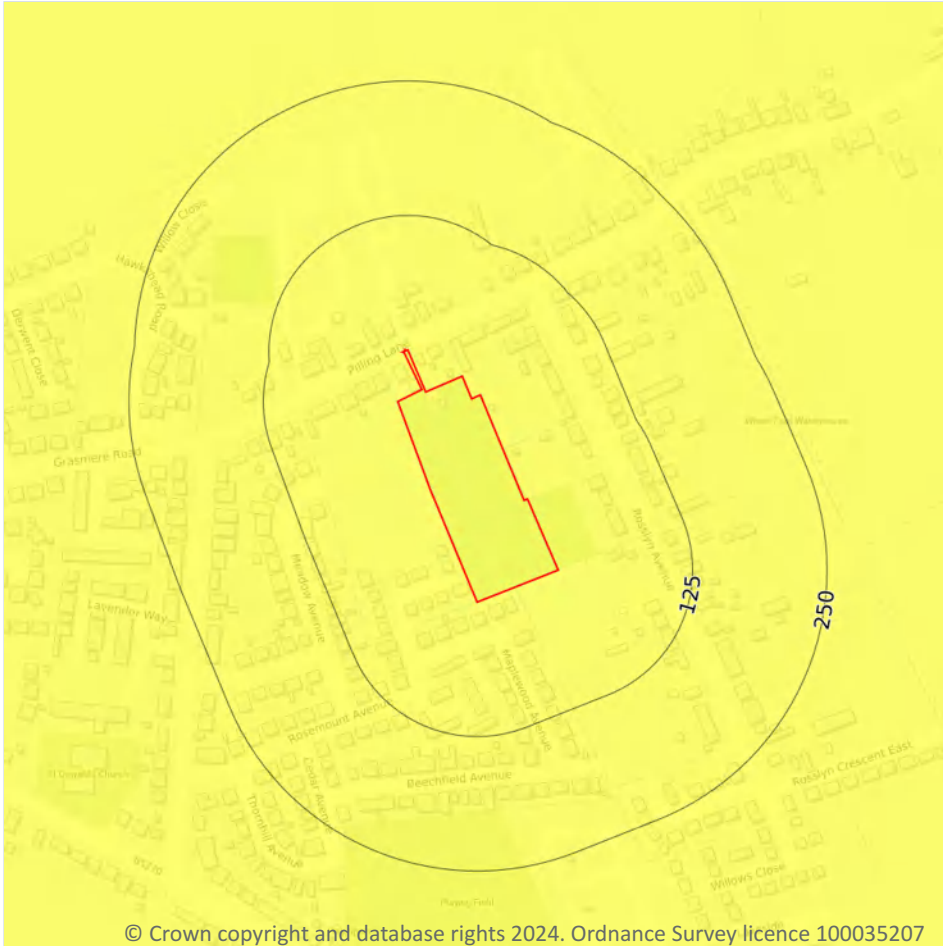 Willow Close
Hawkshead Road
Derwent Close
Pilling Lane
Grasmere Road
Rosslyn Avenue
Meadow Avenue
125
250
Lavender Way
Maplewood Avenue
Rosemount Avenue
Rosslyn Crescent East
Beechfield Avenue
Cedar Avenue
Thornhill Avenue
B5270
Willows Close
Playing Field
© Crown copyright and database rights 2024. Ordnance Survey licence 100035207